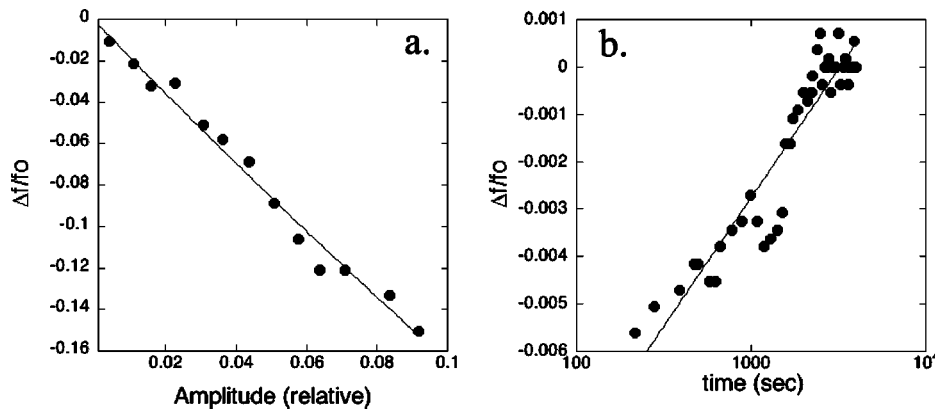 a.
-0.02
-0.04
-0.06
-0.08
-0.1
-0.12
-0.14
-0.16
Δf/fo
0.02 0.04 0.06 0.08 0.1
Amplitude (relative)
b.
0.001
0
-0.001
-0.002
-0.003
-0.004
-0.005
-0.006
Δf/fo
100 1000 10⁴
time (sec)